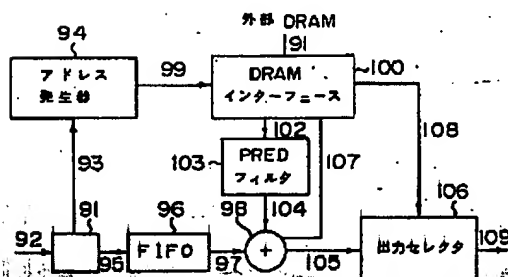 外部 DRAM
91
94
アドレス
発生器
99
DRAM
インターフェース
100
102
103
PRED
フィルタ
107
108
93
104
106
91
96
98
92
95
FIFO
97
+
105
出力セレクタ
109